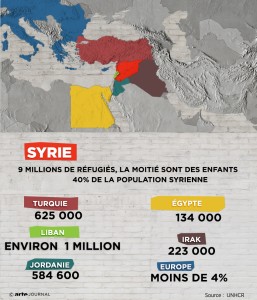 SYRIE
9 MILLIONS DE RÉFUGIÉS, LA MOITIÉ SONT DES ENFANTS
40% DE LA POPULATION SYRIENNE
TURQUIE
625 000
LIBAN
ENVIRON 1 MILLION
JORDANIE
584 600
ÉGYPTE
134 000
IRAK
223 000
EUROPE
MOINS DE 4%
© arte JOURNAL
Source : UNHCR